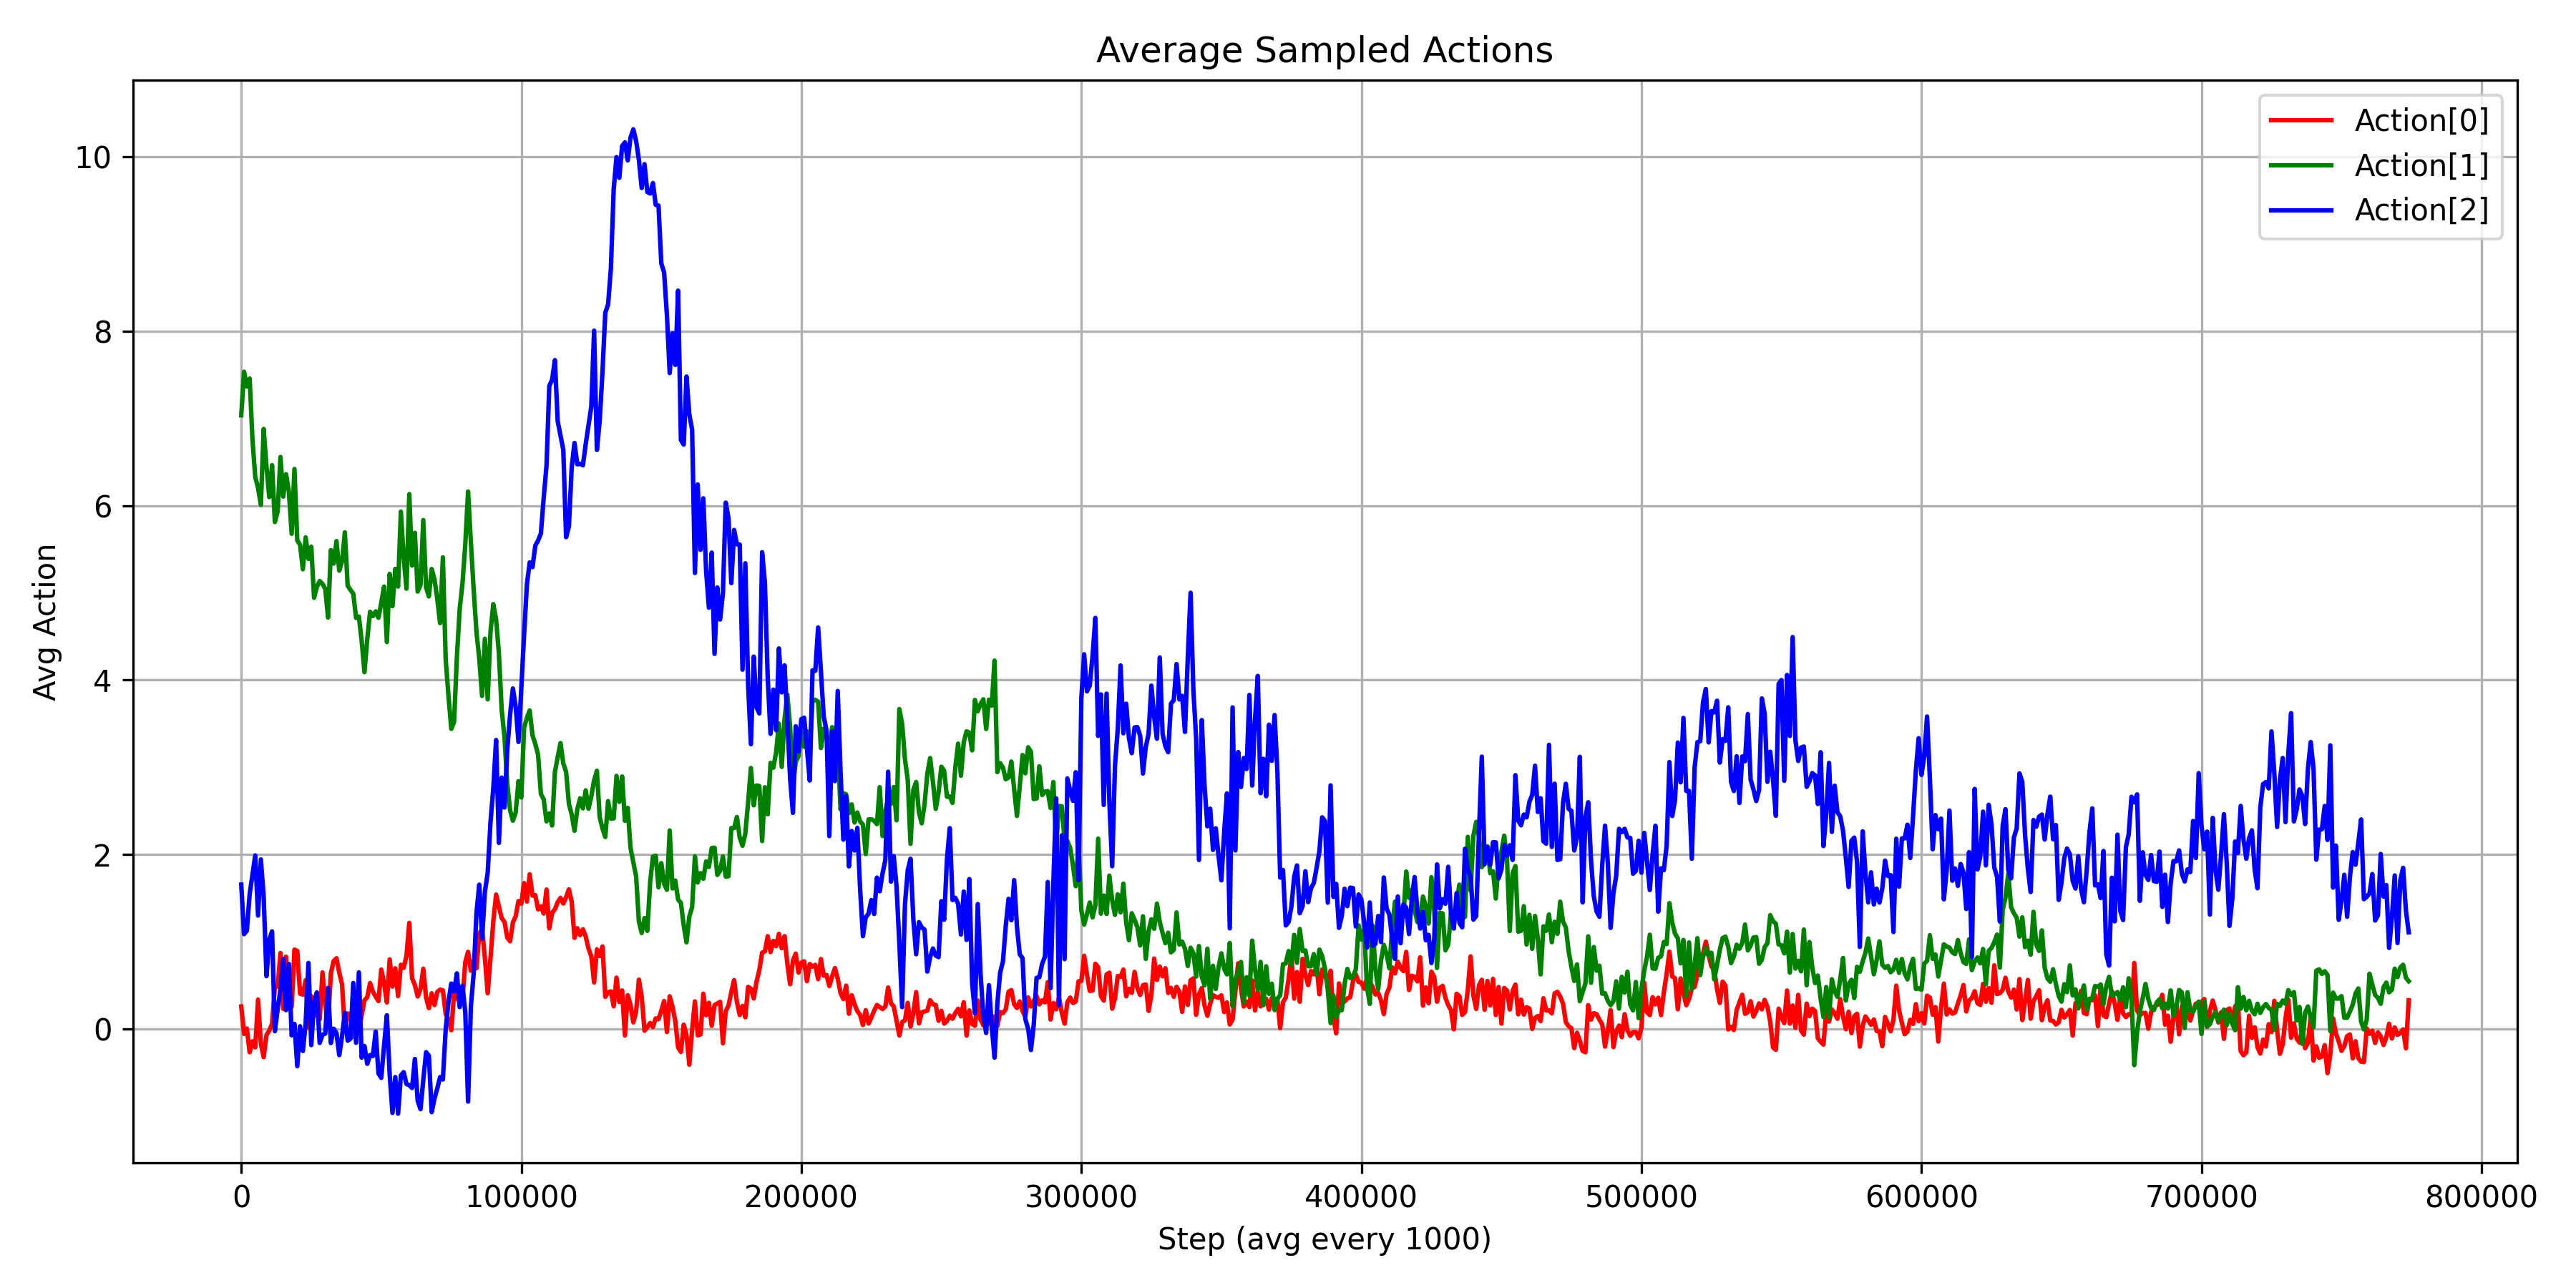 Average Sampled Actions
Action[0]
Action[1]
Action[2]
10
8
6
4
2
0
Avg Action
0 100000 200000 300000 400000 500000 600000 700000 800000
Step (avg every 1000)